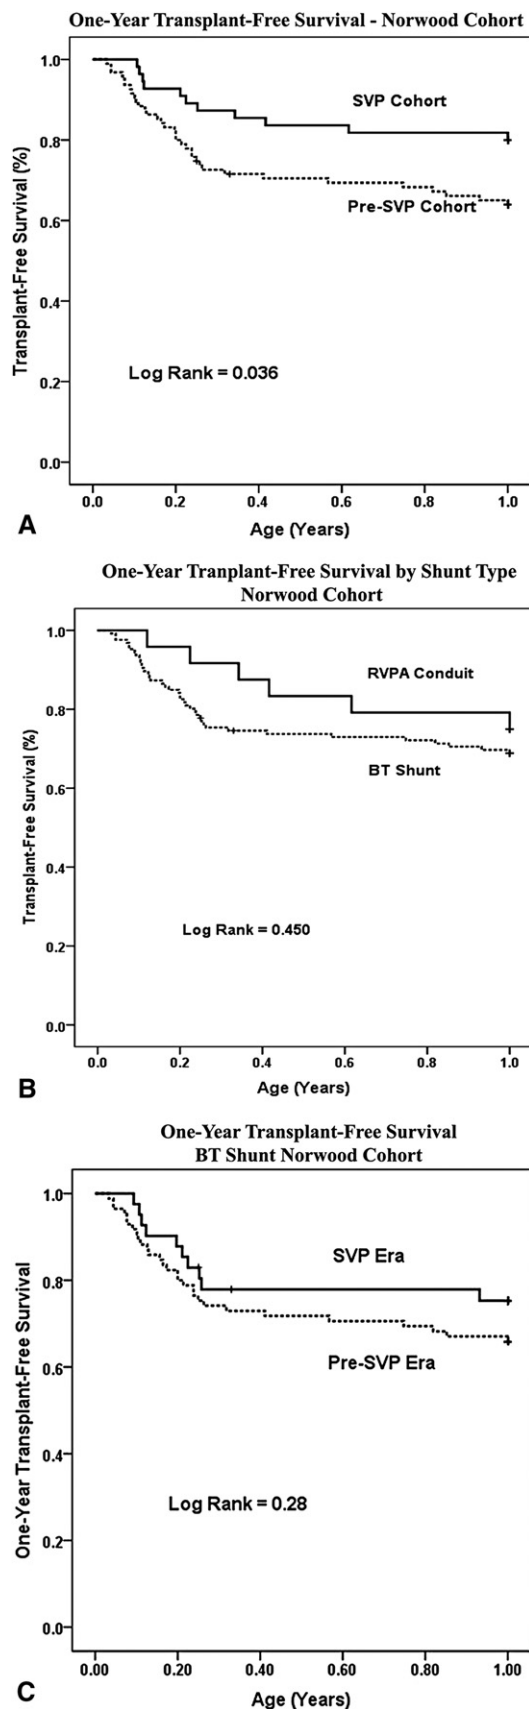 One-Year Transplant-Free Survival - Norwood Cohort
Transplant-Free Survival (%)
1.0
0.8
0.6
0.4
0.2
0.0
SVP Cohort
Pre-SVP Cohort
Log Rank = 0.036
0.0 0.2 0.4 0.6 0.8 1.0
Age (Years)
A
One-Year Tranplant-Free Survival by Shunt Type
Norwood Cohort
Transplant-Free Survival (%)
1.0
0.8
0.6
0.4
0.2
0.0
RVPA Conduit
BT Shunt
Log Rank = 0.450
0.0 0.2 0.4 0.6 0.8 1.0
Age (Years)
B
One-Year Transplant-Free Survival
BT Shunt Norwood Cohort
One-Year Transplant-Free Survival
1.0
0.8
0.6
0.4
0.2
0.0
SVP Era
Pre-SVP Era
Log Rank = 0.28
0.00 0.20 0.40 0.60 0.80 1.00
Age (Years)
C